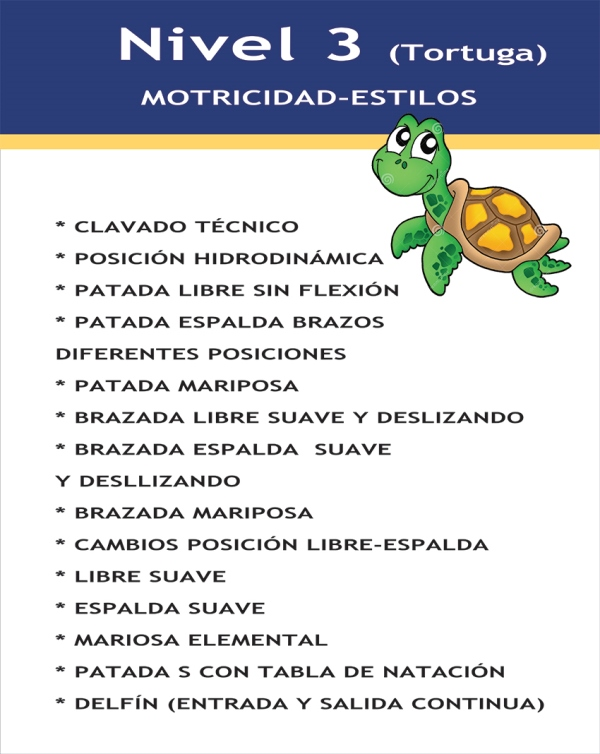 Nivel 3 (Tortuga)
MOTRICIDAD-ESTILOS
* CLAVADO TÉCNICO
* POSICIÓN HIDRODINÁMICA
* PATADA LIBRE SIN FLEXIÓN
* PATADA ESPALDA BRAZOS
DIFERENTES POSICIONES
* PATADA MARIPOSA
* BRAZADA LIBRE SUAVE Y DESLIZANDO
* BRAZADA ESPALDA  SUAVE
Y DESLLIZANDO
* BRAZADA MARIPOSA
* CAMBIOS POSICIÓN LIBRE-ESPALDA
* LIBRE SUAVE
* ESPALDA SUAVE
* MARIOSA ELEMENTAL
* PATADA S CON TABLA DE NATACIÓN
* DELFÍN (ENTRADA Y SALIDA CONTINUA)